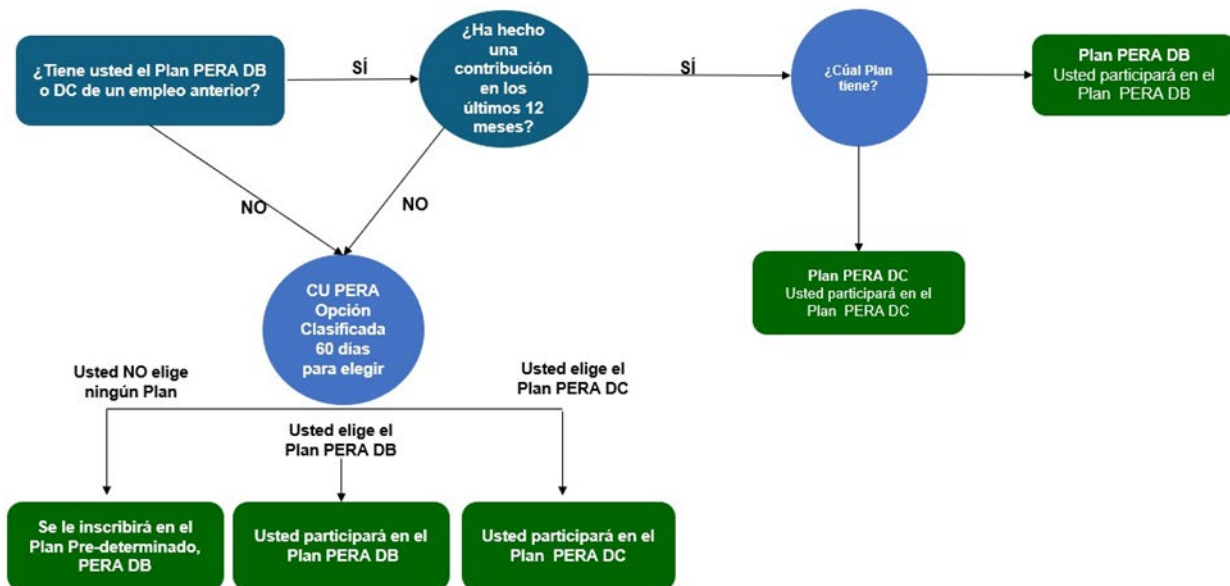 ¿Tiene usted el Plan PERA DB
o DC de un empleo anterior?
SÍ
¿Ha hecho una
contribución
en los
últimos 12
meses?
SÍ
¿Cúal Plan
tiene?
Plan PERA DB
Usted participará en el
Plan PERA DB
NO
NO
Plan PERA DC
Usted participará en el
Plan PERA DC
CU PERA
Opción
Clasificada
60 días
para elegir
Usted NO elige
ningún Plan
Usted elige el
Plan PERA DB
Usted elige el
Plan PERA DC
Se le inscribirá en el
Plan Pre-determinado,
PERA DB
Usted participará en el
Plan PERA DB
Usted participará en el
Plan PERA DC